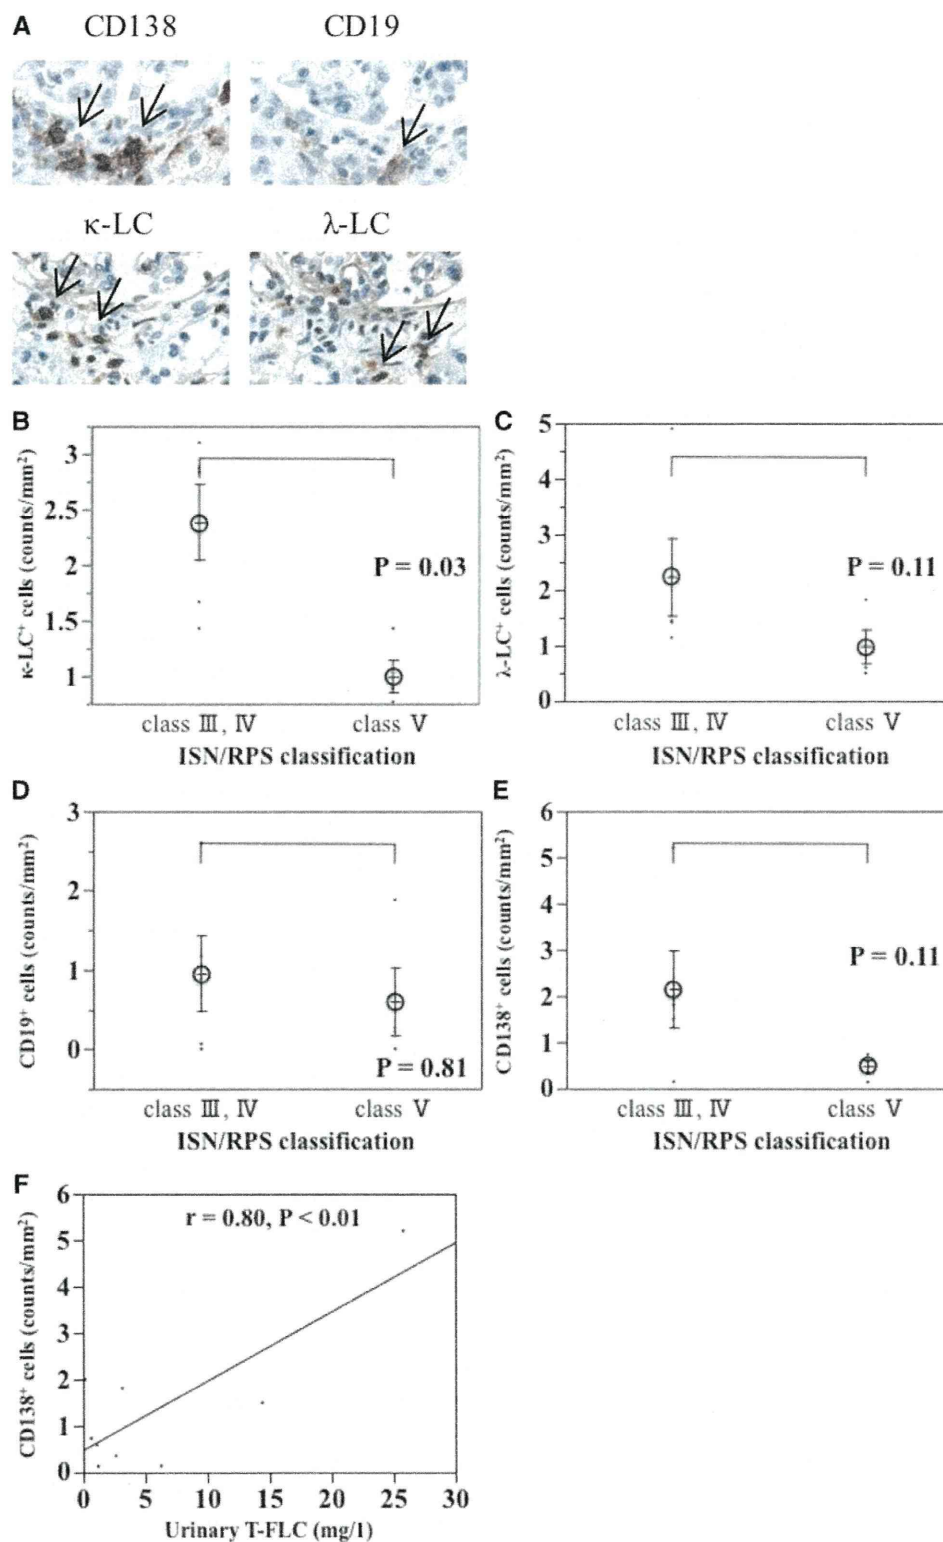 A
CD138 CD19
κ-LC λ-LC
B
κ-LC⁺ cells (counts/mm²)
3
2.5
2
1.5
1
P = 0.03
class Ⅲ, Ⅳ class Ⅴ
ISN/RPS classification
C
λ-LC⁺ cells (counts/mm²)
5
4
3
2
1
0
P = 0.11
class Ⅲ, Ⅳ class Ⅴ
ISN/RPS classification
D
CD19⁺ cells (counts/mm²)
3
2
1
0
P = 0.81
class Ⅲ, Ⅳ class Ⅴ
ISN/RPS classification
E
CD138⁺ cells (counts/mm²)
6
5
4
3
2
1
0
P = 0.11
class Ⅲ, Ⅳ class Ⅴ
ISN/RPS classification
F
CD138⁺ cells (counts/mm²)
6
5
4
3
2
1
0
r = 0.80, P < 0.01
0 5 10 15 20 25 30
Urinary T-FLC (mg/l)